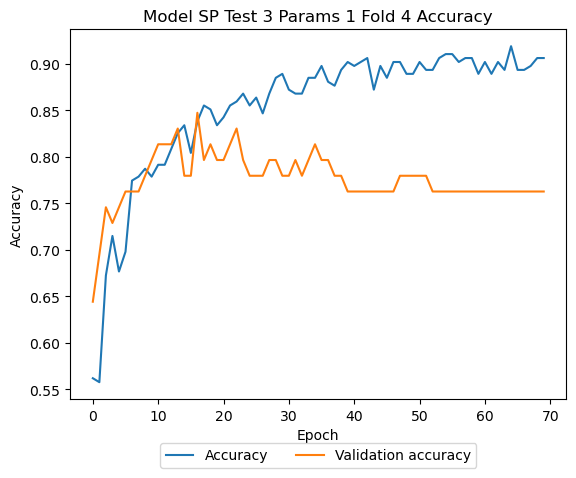 Model SP Test 3 Params 1 Fold 4 Accuracy
0.90
0.85
0.80
0.75
0.70
0.65
0.60
0.55
Accuracy
0 10 20 30 40 50 60 70
Epoch
Accuracy Validation accuracy